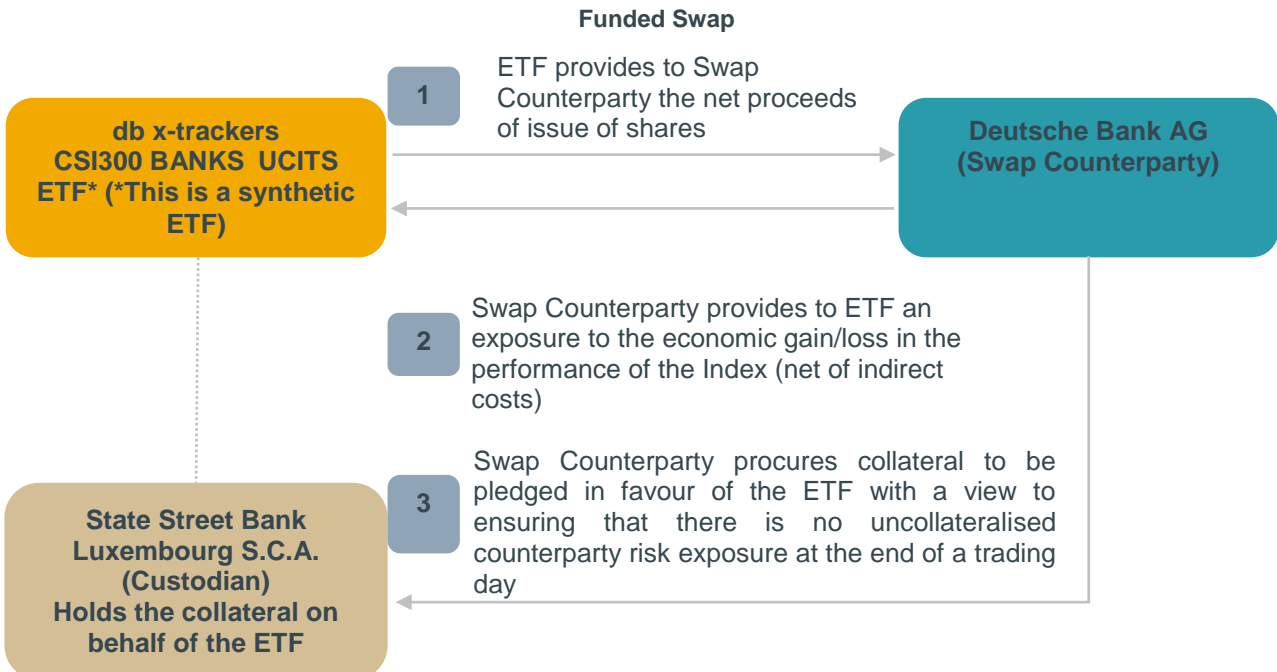 Funded Swap
1
ETF provides to Swap
Counterparty the net proceeds
of issue of shares
db x-trackers
CSI300 BANKS UCITS
ETF* (*This is a synthetic
ETF)
Deutsche Bank AG
(Swap Counterparty)
2
Swap Counterparty provides to ETF an
exposure to the economic gain/loss in the
performance of the Index (net of indirect
costs)
3
Swap Counterparty procures collateral to be
pledged in favour of the ETF with a view to
ensuring that there is no uncollateralised
counterparty risk exposure at the end of a trading
day
State Street Bank
Luxembourg S.C.A.
(Custodian)
Holds the collateral on
behalf of the ETF